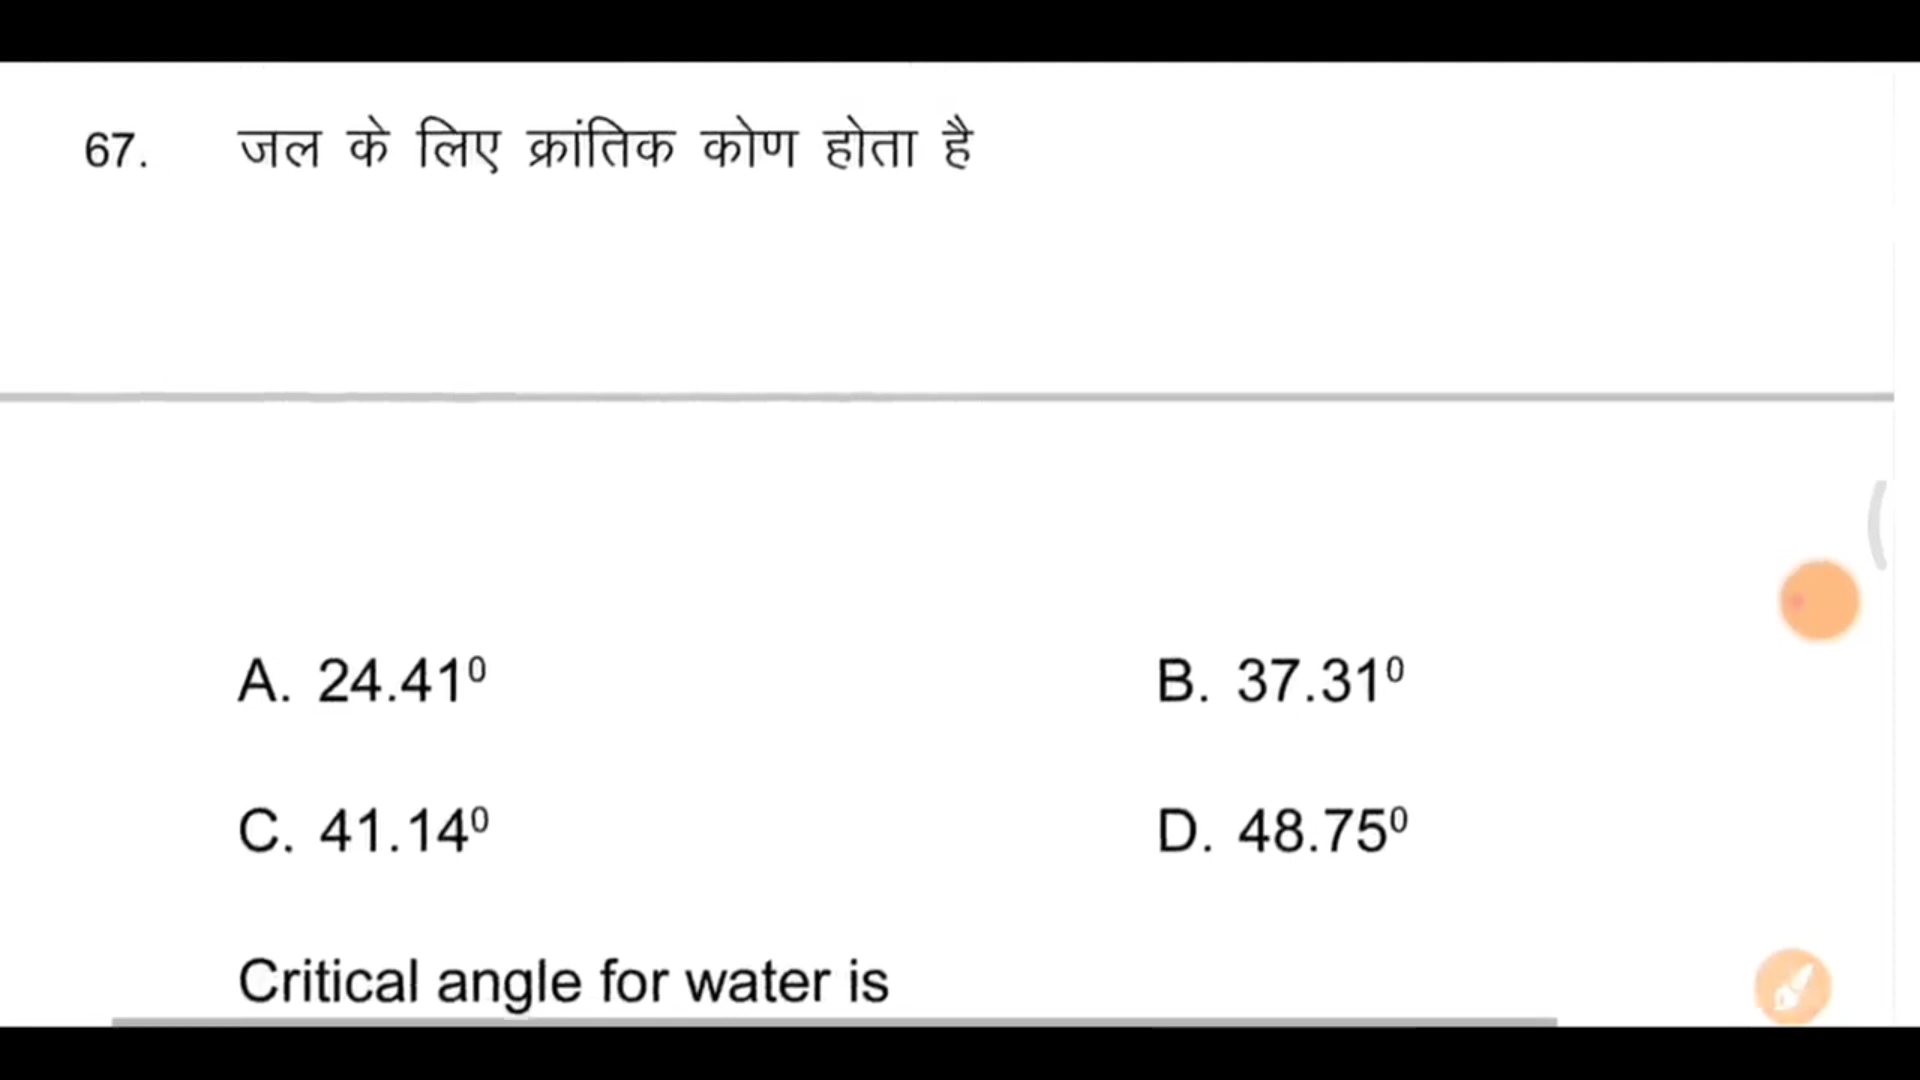 67. जल के लिए क्रांतिक कोण होता है
A. 24.41⁰ B. 37.31⁰
C. 41.14⁰ D. 48.75⁰
Critical angle for water is